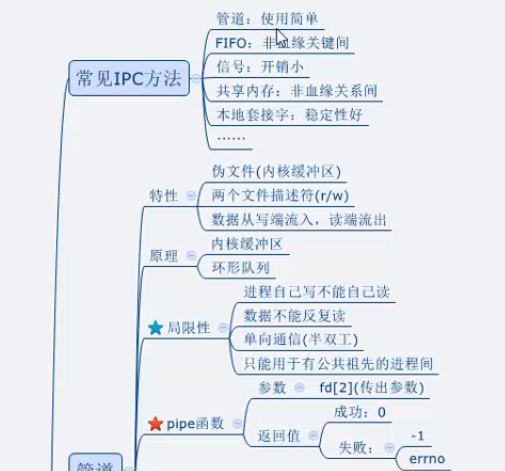 管道：使用简单
FIFO：非血缘关键间
常见IPC方法
信号：开销小
共享内存：非血缘关系间
本地套接字：稳定性好
……
伪文件(内核缓冲区)
特性
两个文件描述符(r/w)
数据从写端流入，读端流出
内核缓冲区
原理
环形队列
进程自己写不能自己读
数据不能反复读
局限性
单向通信(半双工)
只能用于有公共祖先的进程间
参数
fd[2](传出参数)
pipe函数
成功：0
返回值
失败：
-1
errno
管道